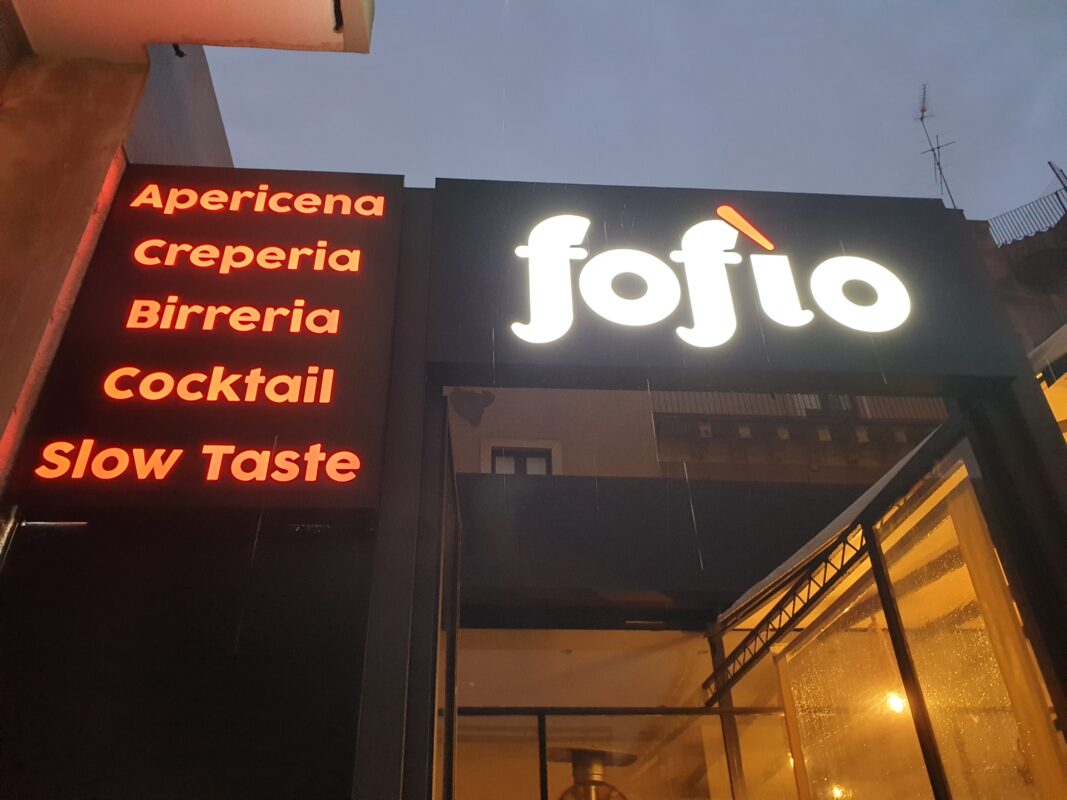 Apericena
Creperia
Birreria
Cocktail
Slow Taste
fofìo